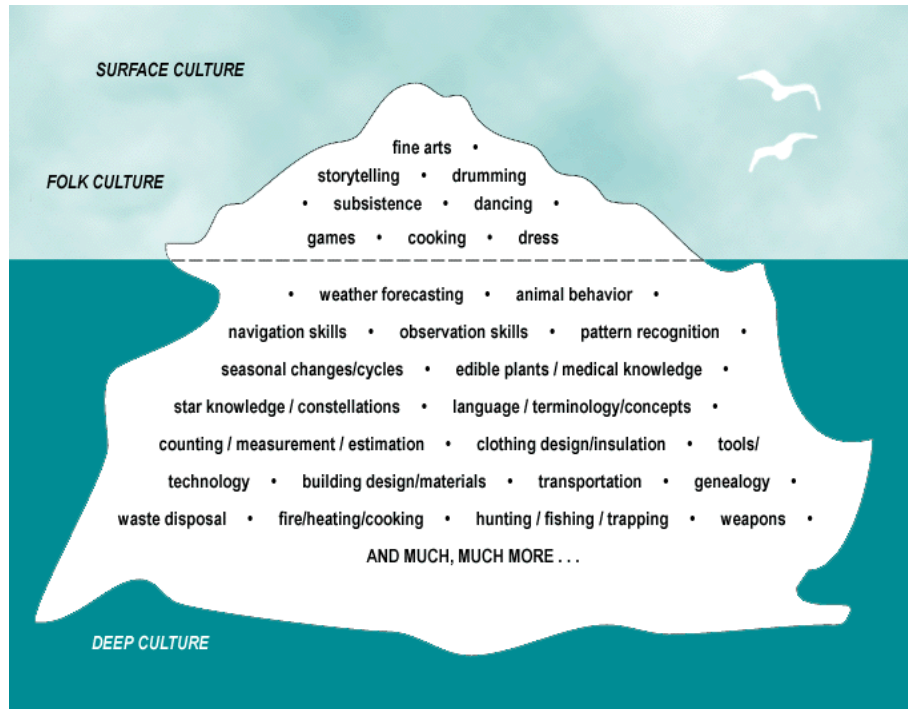 SURFACE CULTURE
fine arts •
FOLK CULTURE
storytelling • drumming
• subsistence • dancing •
games • cooking • dress
• weather forecasting • animal behavior •
navigation skills • observation skills • pattern recognition •
seasonal changes/cycles • edible plants / medical knowledge •
star knowledge / constellations • language / terminology/concepts •
counting / measurement / estimation • clothing design/insulation • tools/
technology • building design/materials • transportation • genealogy •
waste disposal • fire/heating/cooking • hunting / fishing / trapping • weapons •
AND MUCH, MUCH MORE . . .
DEEP CULTURE